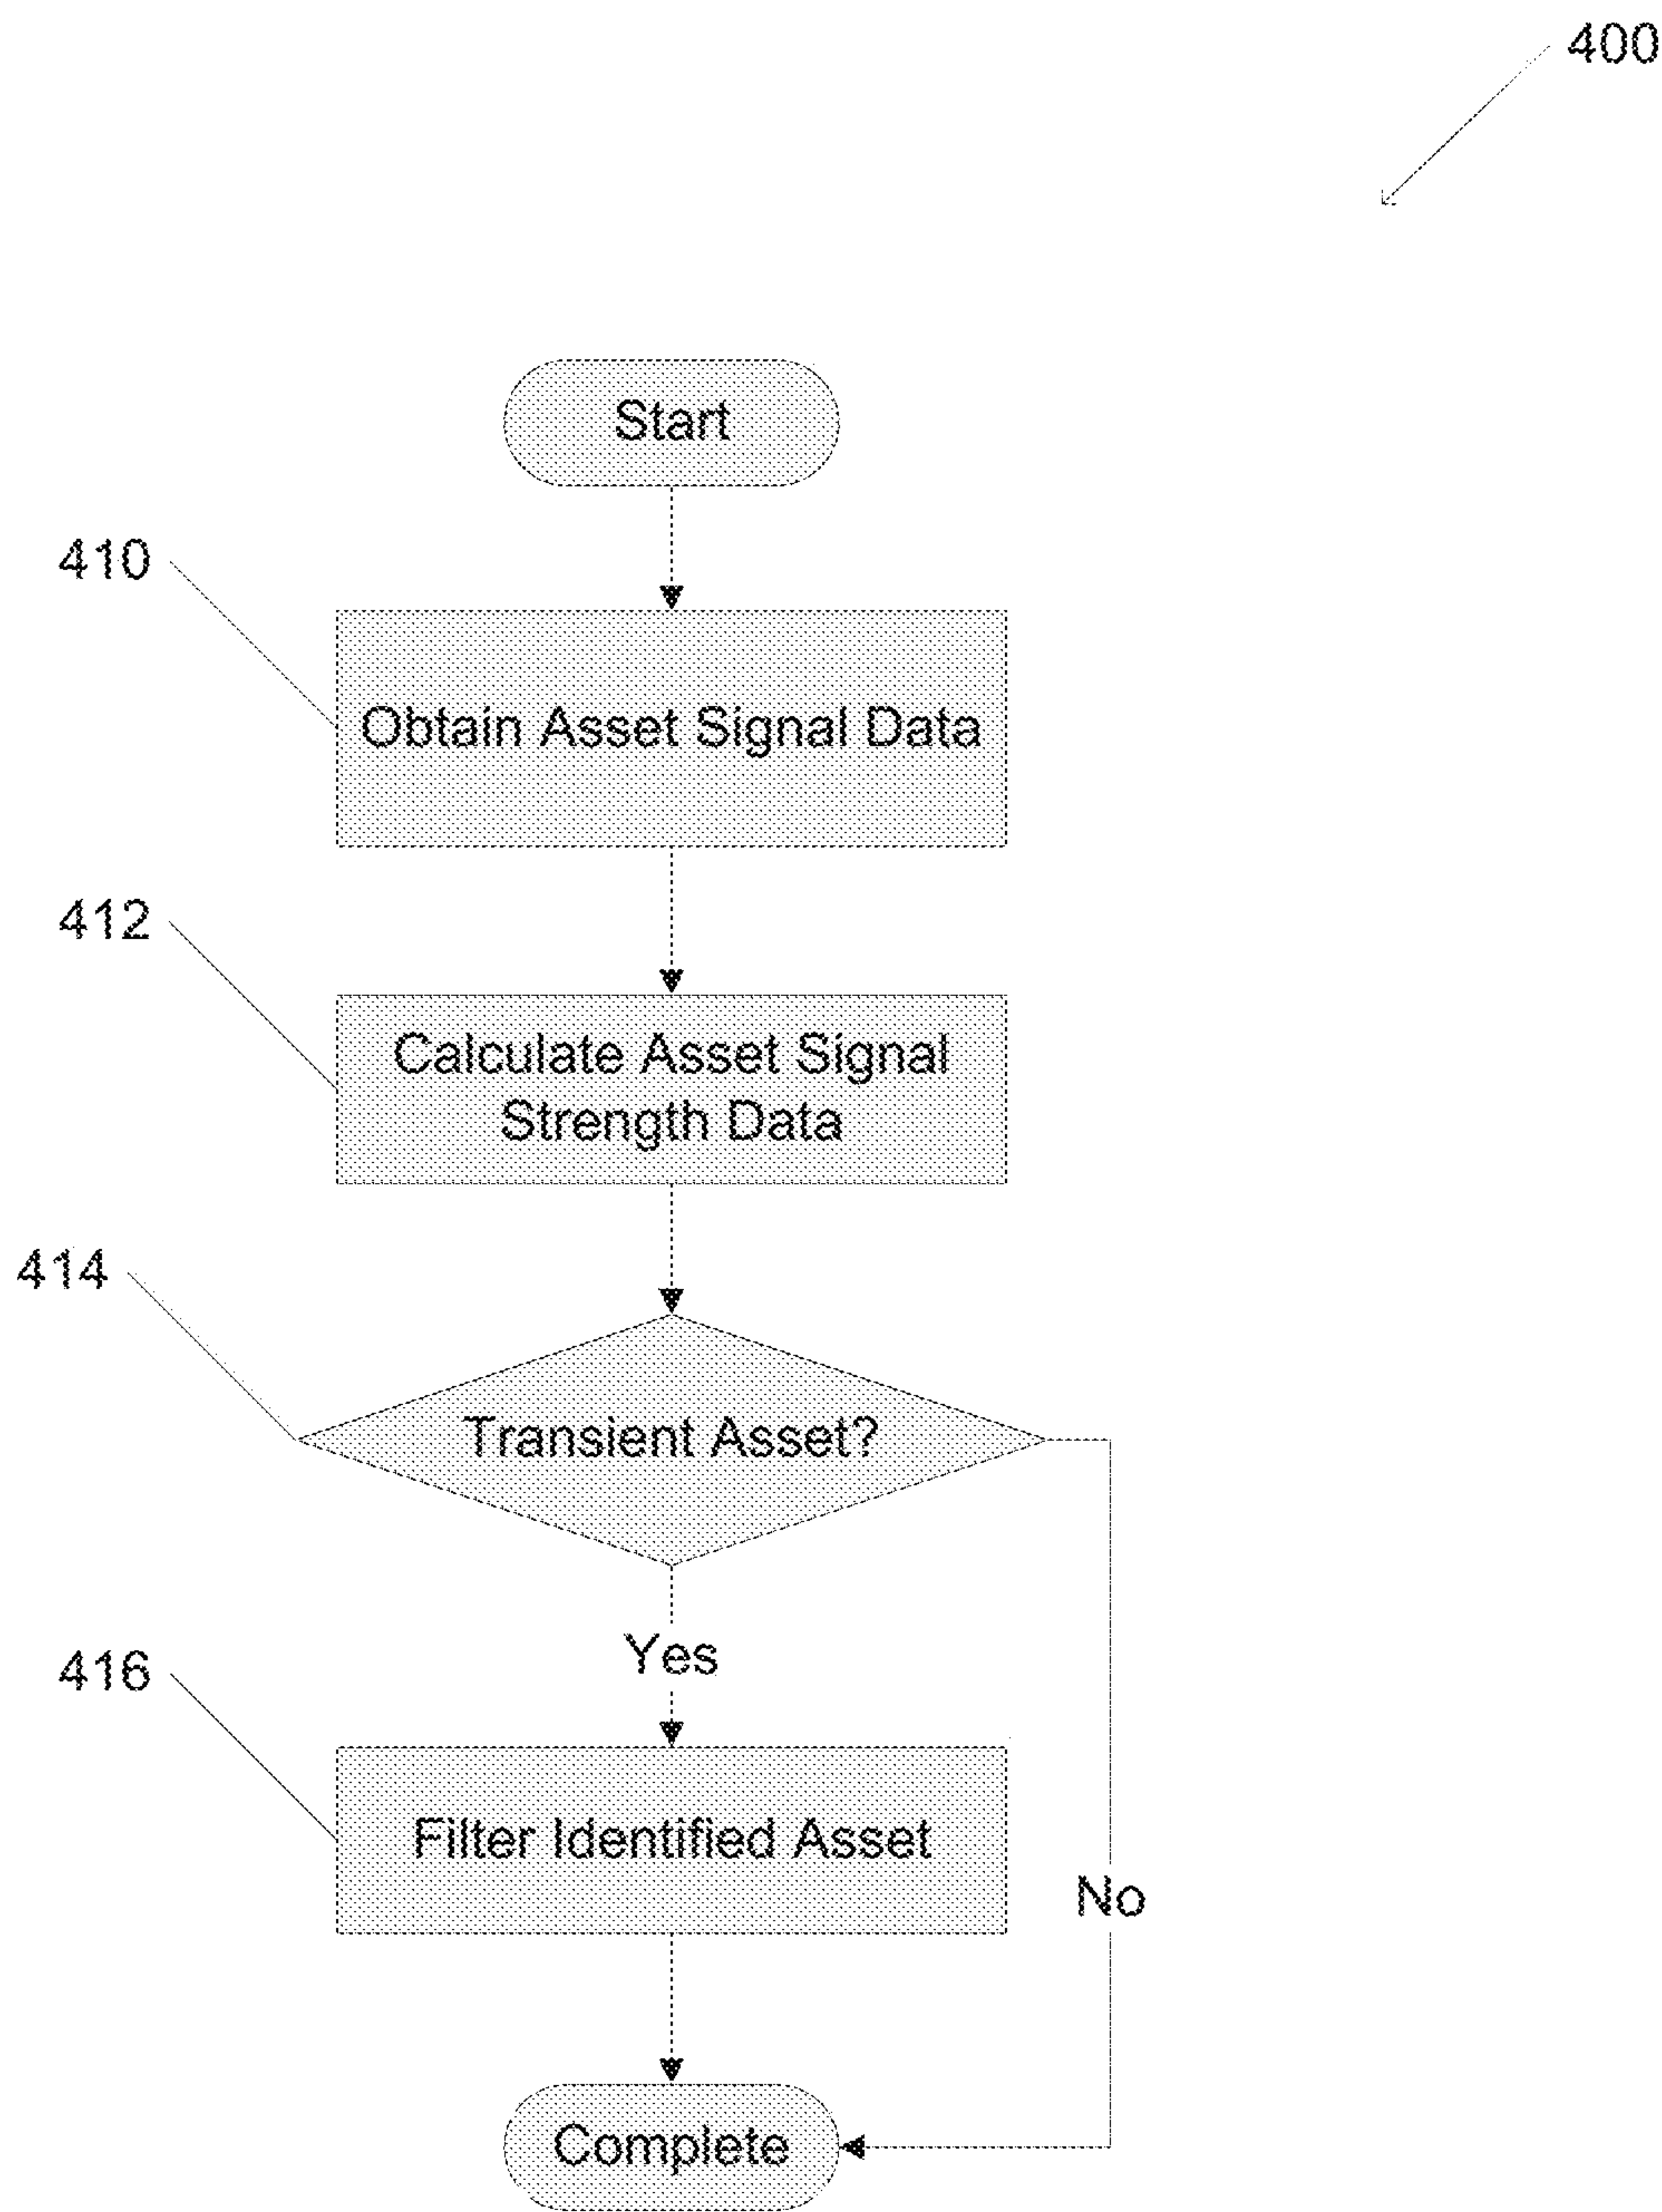 400
Start
410
Obtain Asset Signal Data
412
Calculate Asset Signal
Strength Data
414
Transient Asset?
Yes
416
Filter Identified Asset
No
Complete